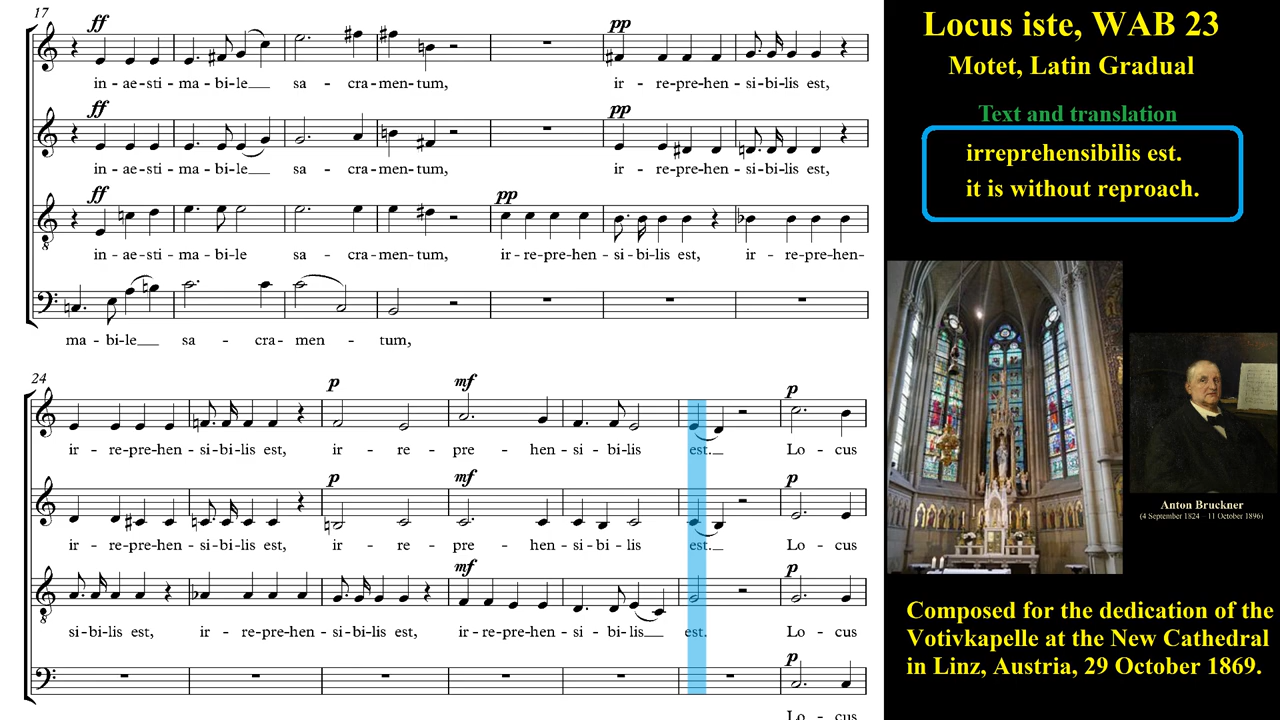 17
ff
in - ae-sti - ma - bi-le__ sa - cra-men-tum,
pp
ir - re-pre-hen - si-bi-lis est,
ff
in - ae-sti - ma - bi-le__ sa - cra-men-tum,
pp
ir - re-pre-hen - si-bi-lis est,
ff
in - ae-sti - ma - bi-le sa - cra-men-tum,
pp
ir-re-pre-hen - si-bi-lis est, ir - re-pre-hen-
ma - bi-le__ sa - cra - men - tum,
24
ir - re-pre-hen - si-bi-lis est,
p
ir - re -
mf
pre - hen - si-bi-lis est.__
p
Lo - cus
ir - re-pre-hen - si-bi-lis est,
p
ir - re -
mf
pre - hen - si - bi - lis est.__
p
Lo - cus
si-bi-lis est, ir - re-pre-hen - si-bi-lis est,
mf
ir-re-pre-hen - si - bi-lis__ est.
p
Lo - cus
p
Lo - cus
Locus iste, WAB 23
Motet, Latin Gradual
Text and translation
irreprehensibilis est.
it is without reproach.
Anton Bruckner
(4 September 1824 – 11 October 1896)
Composed for the dedication of the
Votivkapelle at the New Cathedral
in Linz, Austria, 29 October 1869.